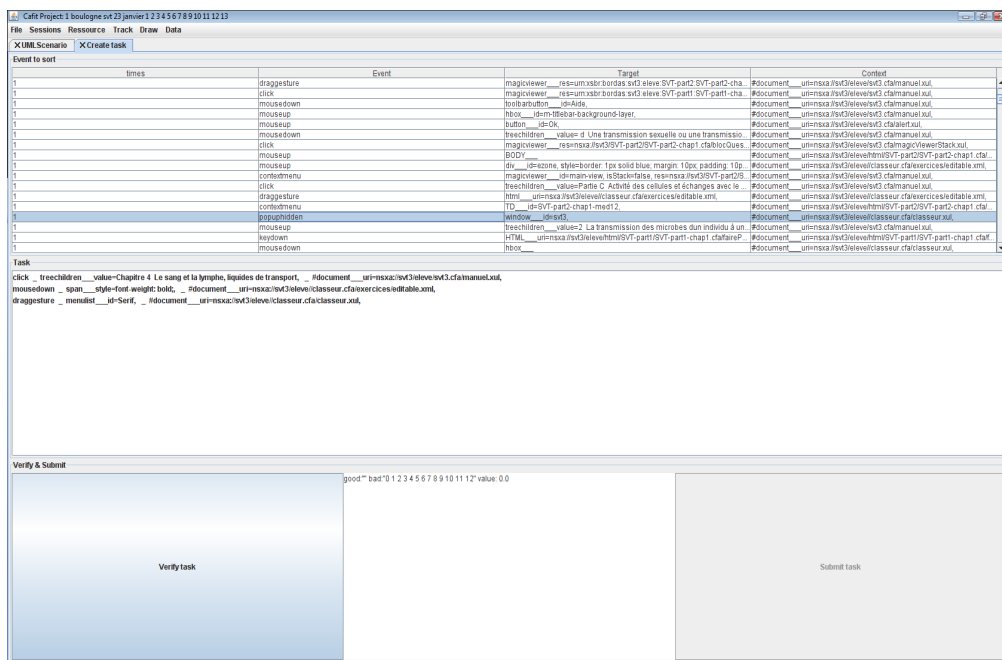 Cafit Project: 1 boulogne svt 23 janvier 1 2 3 4 5 6 7 8 9 10 11 12 13
File Sessions Ressource Track Draw Data
X UMLScenario X Create task
Event to sort
times Event Target Context
1 draggesture magicviewer___res=urn:xsbr:bordas:svt3:eleve:SVT-part2:SVT-part2-cha... #document___uri=nsxa://svt3/eleve/svt3.cfa/manuel.xul,
1 click magicviewer___res=urn:xsbr:bordas:svt3:eleve:SVT-part1:SVT-part1-cha... #document___uri=nsxa://svt3/eleve/svt3.cfa/manuel.xul,
1 mousedown toolbarbutton___id=Aide, #document___uri=nsxa://svt3/eleve/svt3.cfa/manuel.xul,
1 mouseup hbox___id=m-titlebar-background-layer, #document___uri=nsxa://svt3/eleve/svt3.cfa/manuel.xul,
1 mouseup button___id=Ok, #document___uri=nsxa://svt3/eleve/svt3.cfa/alert.xul,
1 mousedown treechildren___value= d Une transmission sexuelle ou une transmissio... #document___uri=nsxa://svt3/eleve/svt3.cfa/manuel.xul,
1 click magicviewer___res=nsxa://svt3/SVT-part2/SVT-part2-chap1.cfa/blocQues... #document___uri=nsxa://svt3/eleve/svt3.cfa/magicViewerStack.xul,
1 mouseup BODY___ #document___uri=nsxa://svt3/eleve/html/SVT-part2/SVT-part2-chap1.cfa/...
1 mouseup div___id=ezone, style=border: 1px solid blue; margin: 10px; padding: 10p... #document___uri=nsxa://svt3/eleve//classeur.cfa/exercices/editable.xml,
1 contextmenu magicviewer___id=main-view, isStack=false, res=nsxa://svt3/SVT-part2/S... #document___uri=nsxa://svt3/eleve/svt3.cfa/manuel.xul,
1 click treechildren___value=Partie C Activité des cellules et échanges avec le ... #document___uri=nsxa://svt3/eleve/svt3.cfa/manuel.xul,
1 draggesture html___uri=nsxa://svt3/eleve//classeur.cfa/exercices/editable.xml, #document___uri=nsxa://svt3/eleve//classeur.cfa/exercices/editable.xml,
1 contextmenu TD___id=SVT-part2-chap1-med12, #document___uri=nsxa://svt3/eleve/html/SVT-part2/SVT-part2-chap1.cfa/...
1 popuphidden window___id=svt3, #document___uri=nsxa://svt3/eleve//classeur.cfa/classeur.xul,
1 mouseup treechildren___value=2 La transmission des microbes dun individu à un... #document___uri=nsxa://svt3/eleve/svt3.cfa/manuel.xul,
1 keydown HTML___uri=nsxa://svt3/eleve/html/SVT-part1/SVT-part1-chap1.cfa/faireP... #document___uri=nsxa://svt3/eleve/html/SVT-part1/SVT-part1-chap1.cfa/f...
1 mousedown hbox___ #document___uri=nsxa://svt3/eleve//classeur.cfa/classeur.xul,
Task
click _ treechildren___value=Chapitre 4 Le sang et la lymphe, liquides de transport, _ #document___uri=nsxa://svt3/eleve/svt3.cfa/manuel.xul,
mousedown _ span___style=font-weight: bold;, _ #document___uri=nsxa://svt3/eleve//classeur.cfa/exercices/editable.xml,
draggesture _ menulist___id=Serif, _ #document___uri=nsxa://svt3/eleve//classeur.cfa/classeur.xul,
Verify & Submit
good:"" bad:"0 1 2 3 4 5 6 7 8 9 10 11 12" value: 0.0
Verify task
Submit task